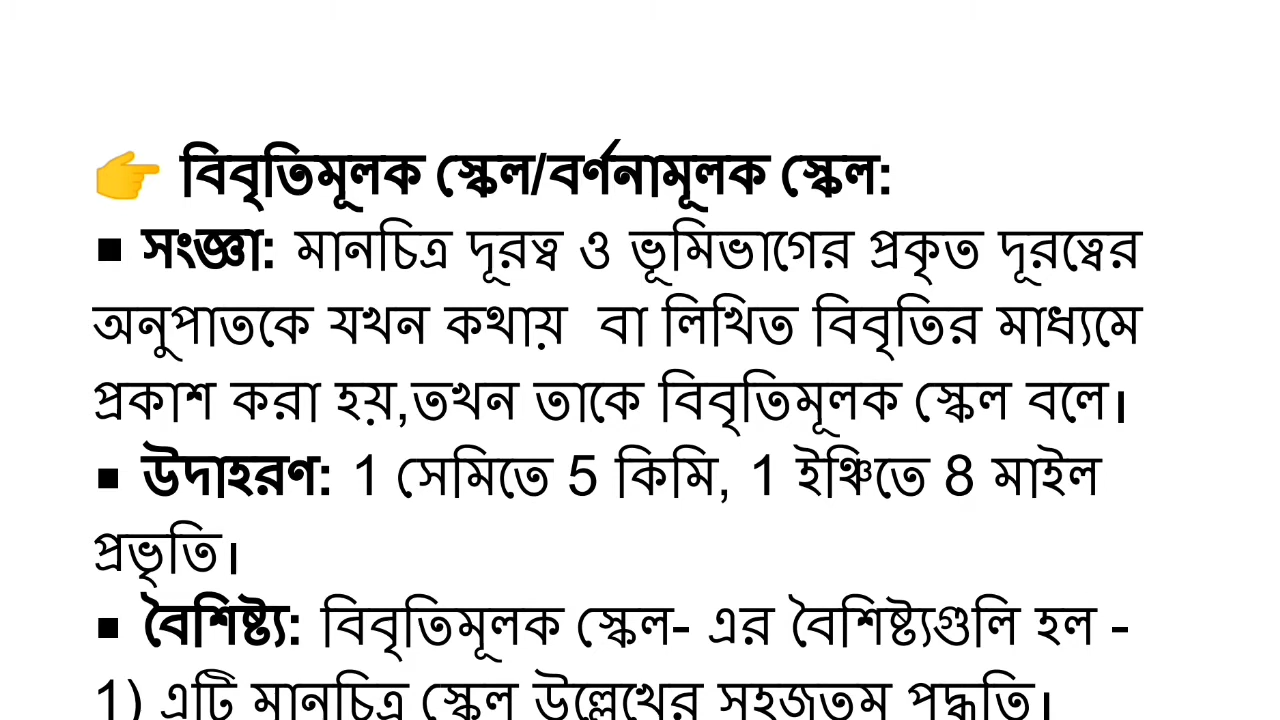 👉 বিবৃতিমূলক স্কেল/বর্ণনামূলক স্কেল:
▪ সংজ্ঞা: মানচিত্র দূরত্ব ও ভূমিভাগের প্রকৃত দূরত্বের
অনুপাতকে যখন কথায় বা লিখিত বিবৃতির মাধ্যমে
প্রকাশ করা হয়,তখন তাকে বিবৃতিমূলক স্কেল বলে।
▪ উদাহরণ: 1 সেমিতে 5 কিমি, 1 ইঞ্চিতে 8 মাইল
প্রভৃতি।
▪ বৈশিষ্ট্য: বিবৃতিমূলক স্কেল- এর বৈশিষ্ট্যগুলি হল -
1) এটি মানচিত্র স্কেল উল্লেখের সহজতম পদ্ধতি।